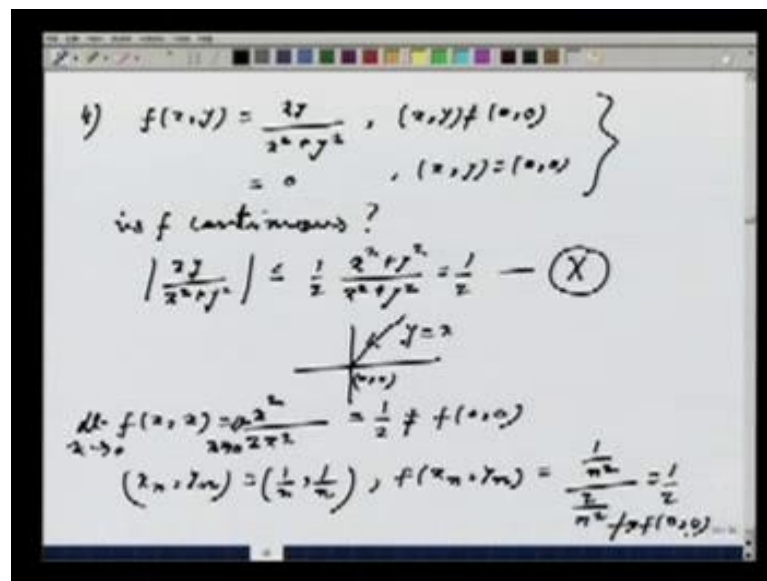 4) f(x,y) = xy / (x² + y²), (x,y) ≠ (0,0)
= 0, (x,y) = (0,0) }
is f continuous?
| xy / (x² + y²) | ≤ 1/2 (x² + y²) / (x² + y²) = 1/2 — (X)
y = x
(0,0)
lt x→0 f(x,x) = lt x→0 x² / 2x² = 1/2 ≠ f(0,0)
(xn, yn) = (1/n, 1/n), f(xn, yn) = (1/n²) / (2/n²) = 1/2 ↛ f(0,0)